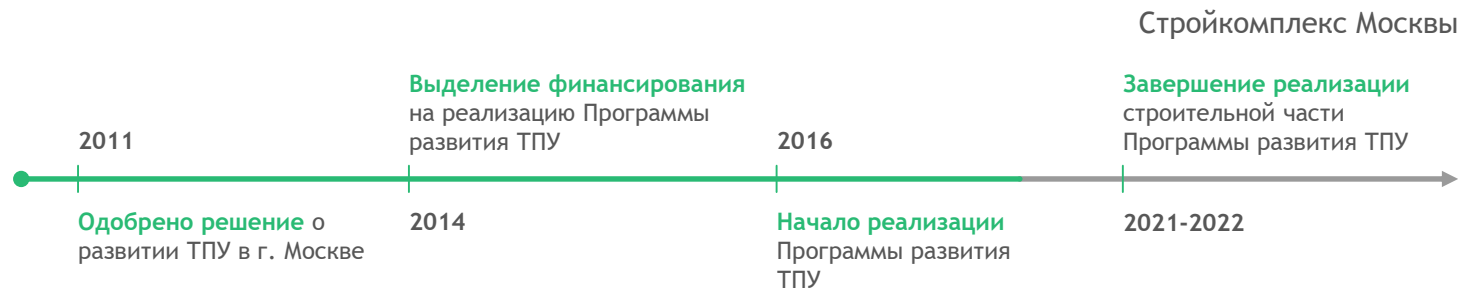 Стройкомплекс Москвы
2011
Одобрено решение о
развитии ТПУ в г. Москве
Выделение финансирования
на реализацию Программы
развития ТПУ
2014
2016
Начало реализации
Программы развития
ТПУ
Завершение реализации
строительной части
Программы развития ТПУ
2021-2022